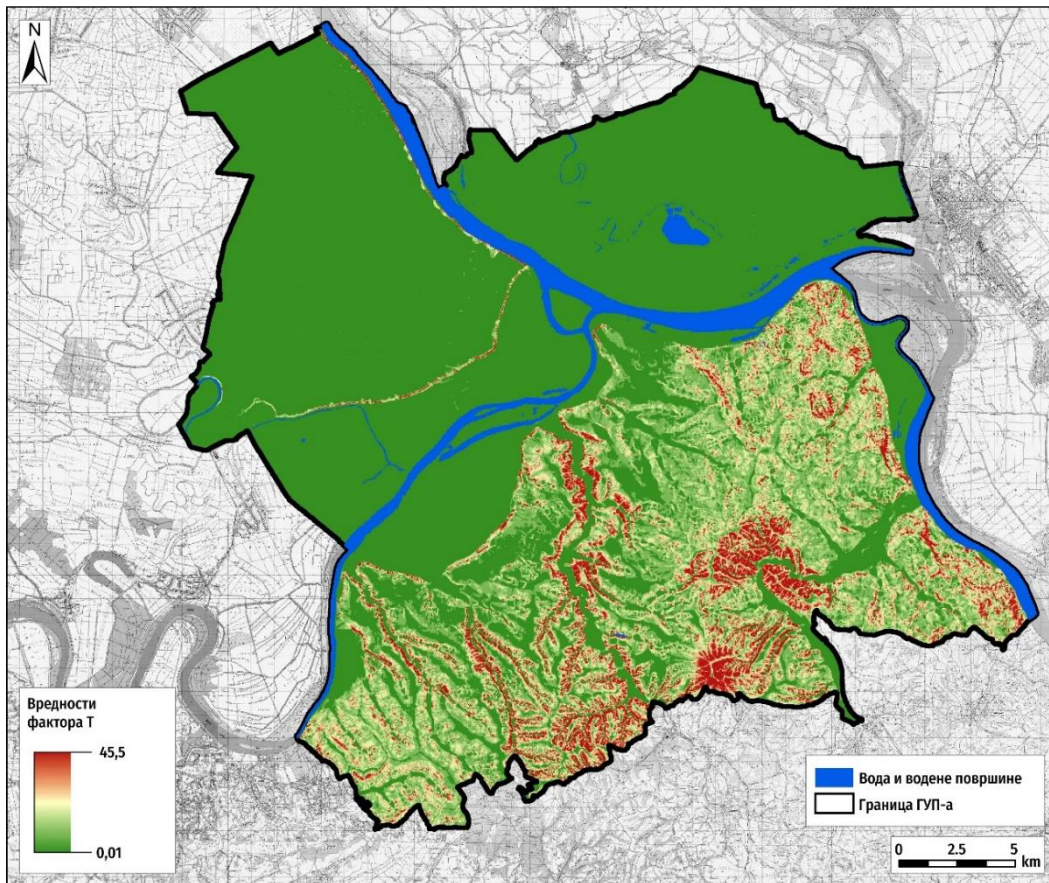 N
Вредности
фактора Т
45,5
0,01
Вода и водене површине
Граница ГУП-а
0 2.5 5
km